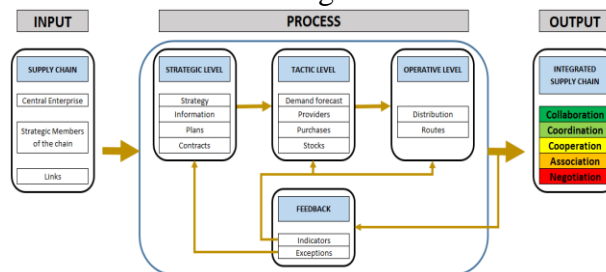 INPUT
PROCESS
OUTPUT
SUPPLY CHAIN
Central Enterprise
Strategic Members
of the chain
Links
STRATEGIC LEVEL
Strategy
Information
Plans
Contracts
TACTIC LEVEL
Demand forecast
Providers
Purchases
Stocks
OPERATIVE LEVEL
Distribution
Routes
FEEDBACK
Indicators
Exceptions
INTEGRATED
SUPPLY CHAIN
Collaboration
Coordination
Cooperation
Association
Negotiation